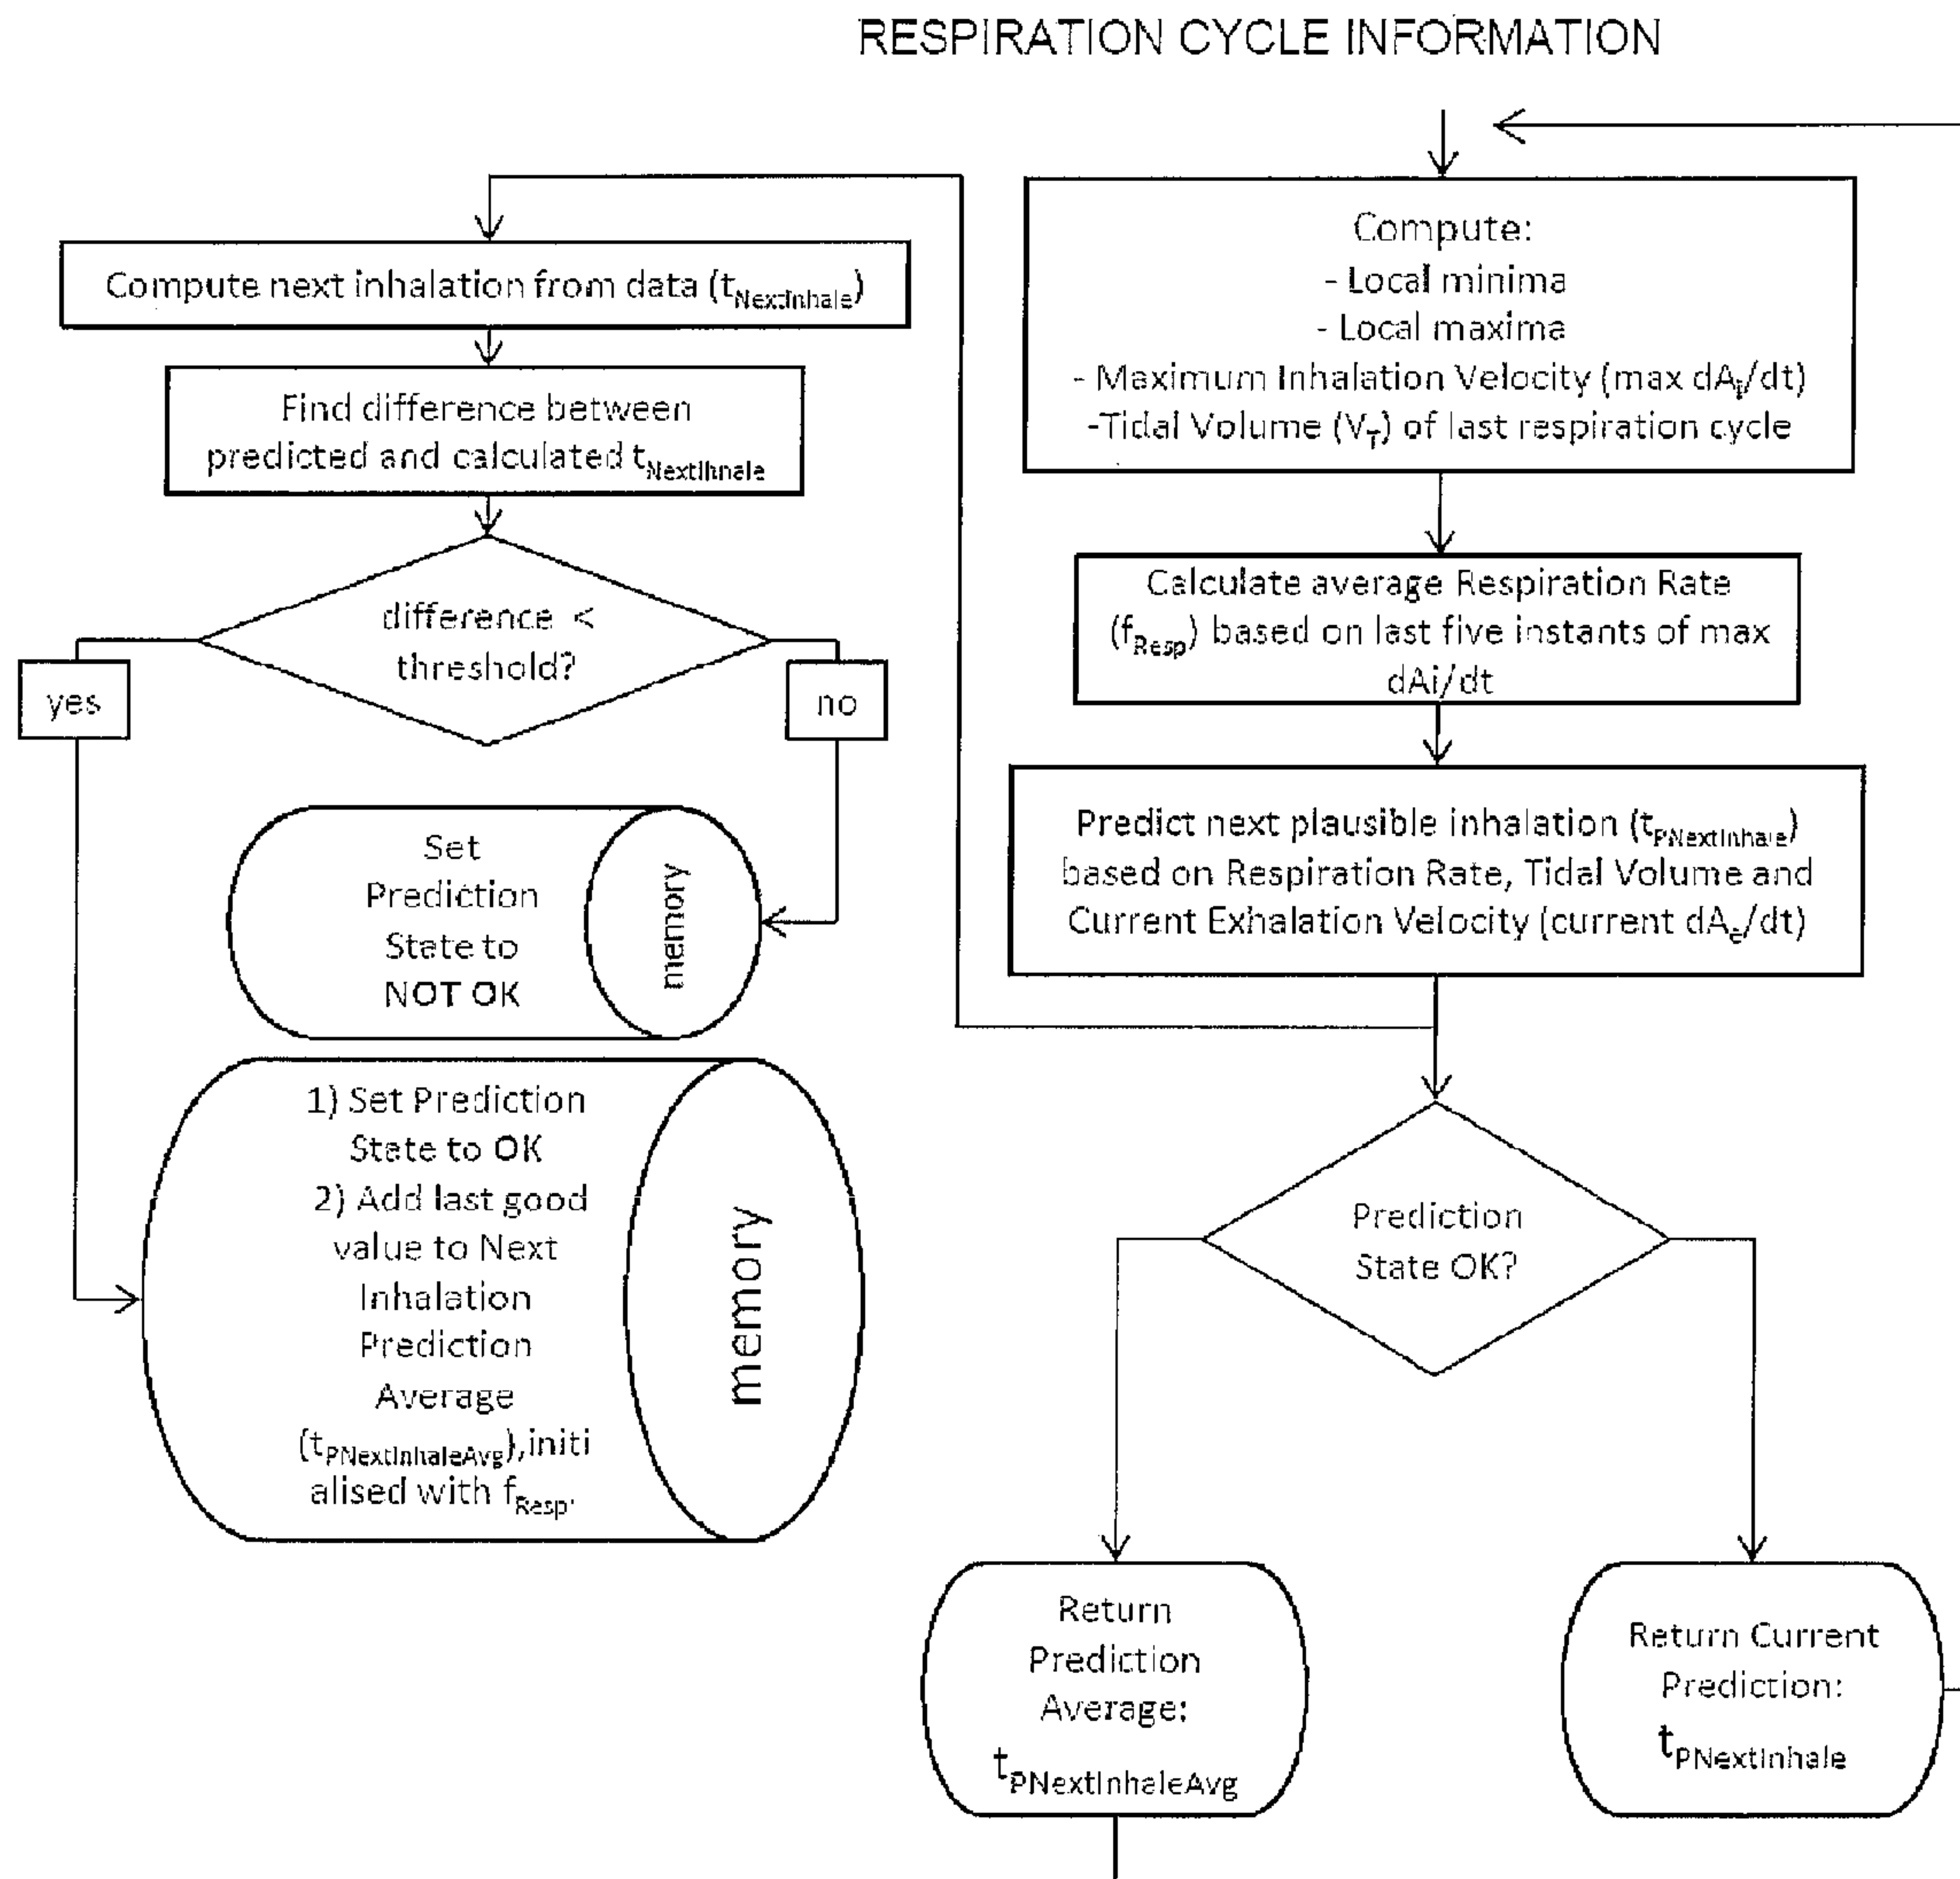 RESPIRATION CYCLE INFORMATION
Compute next inhalation from data (tNextInhale)
Find difference between
predicted and calculated tNextIhnale
difference <
threshold?
yes
no
Set
Prediction
State to
NOT OK
memory
1) Set Prediction
State to OK
2) Add last good
value to Next
Inhalation
Prediction
Average
(tPNextInhaleAvg),initi
alised with fResp.
memory
Compute:
- Local minima
- Local maxima
- Maximum Inhalation Velocity (max dAi/dt)
-Tidal Volume (VT) of last respiration cycle
Calculate average Respiration Rate
(fResp) based on last five instants of max
dAi/dt
Predict next plausible inhalation (tPNextInhale)
based on Respiration Rate, Tidal Volume and
Current Exhalation Velocity (current dAe/dt)
Prediction
State OK?
Return
Prediction
Average:
tPNextInhaleAvg
Return Current
Prediction:
tPNextInhale